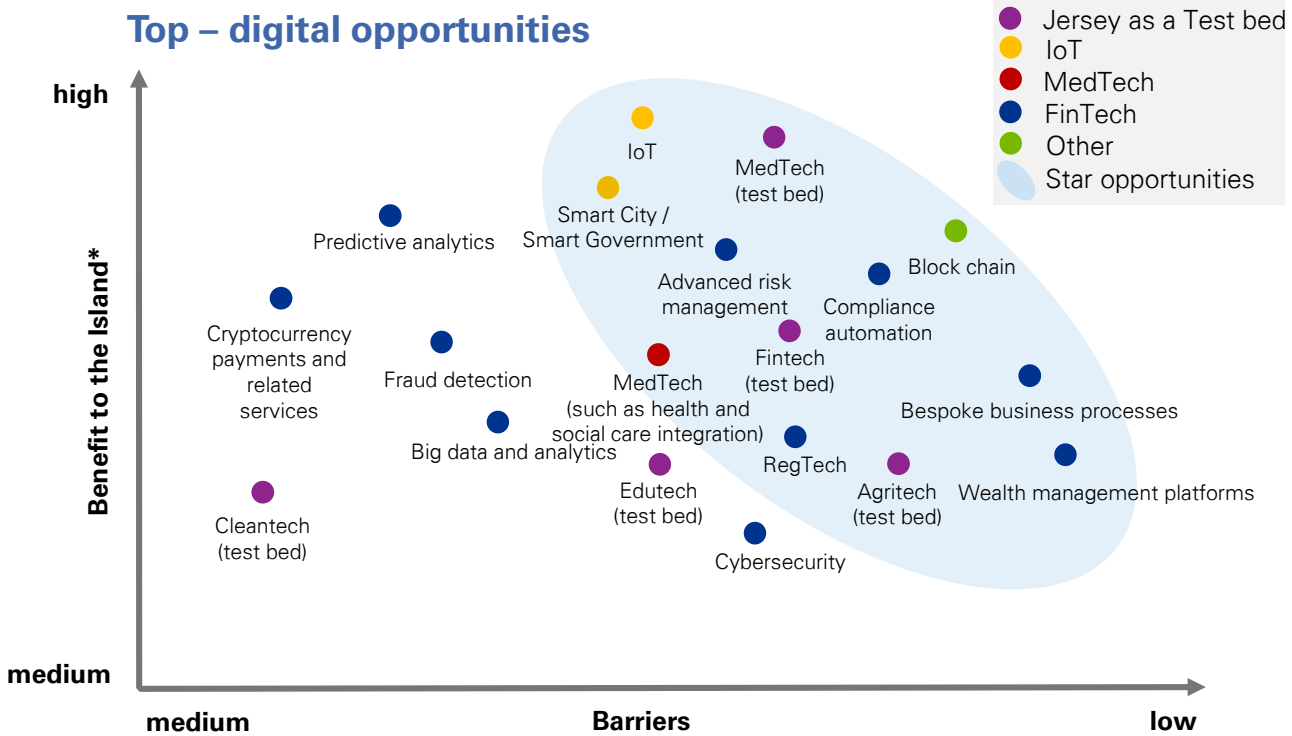 Top – digital opportunities
Jersey as a Test bed
IoT
MedTech
FinTech
Other
Star opportunities
high
Benefit to the Island*
medium
medium
Barriers
low
IoT
MedTech
(test bed)
Smart City /
Smart Government
Predictive analytics
Block chain
Advanced risk
management
Compliance
automation
Cryptocurrency
payments and
related
services
Fintech
(test bed)
Fraud detection
MedTech
(such as health and
social care integration)
Bespoke business processes
Big data and analytics
RegTech
Edutech
(test bed)
Agritech
(test bed)
Wealth management platforms
Cleantech
(test bed)
Cybersecurity